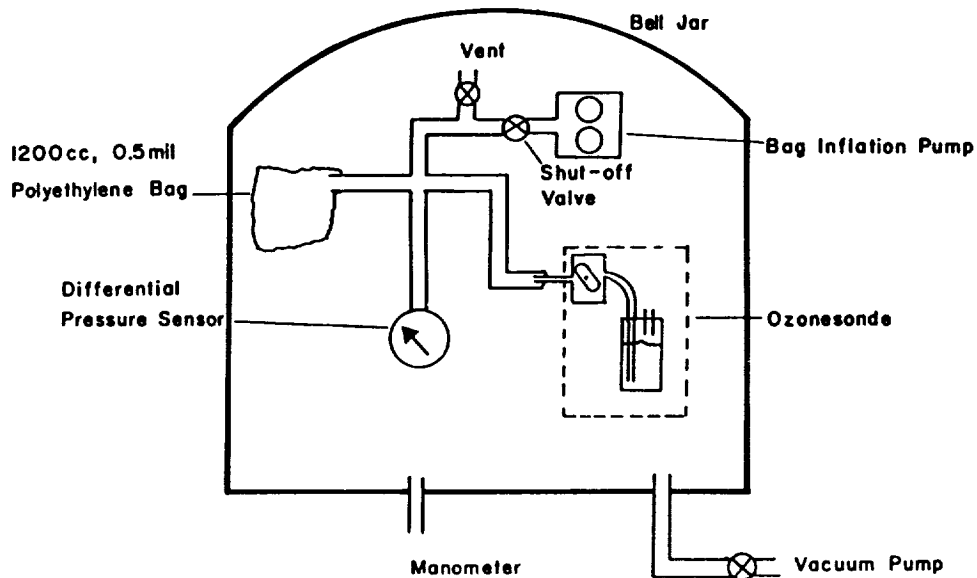 Bell Jar
Vent
1200cc, 0.5mil
Polyethylene Bag
Bag Inflation Pump
Shut-off
Valve
Differential
Pressure Sensor
Ozonesonde
Manometer
Vacuum Pump